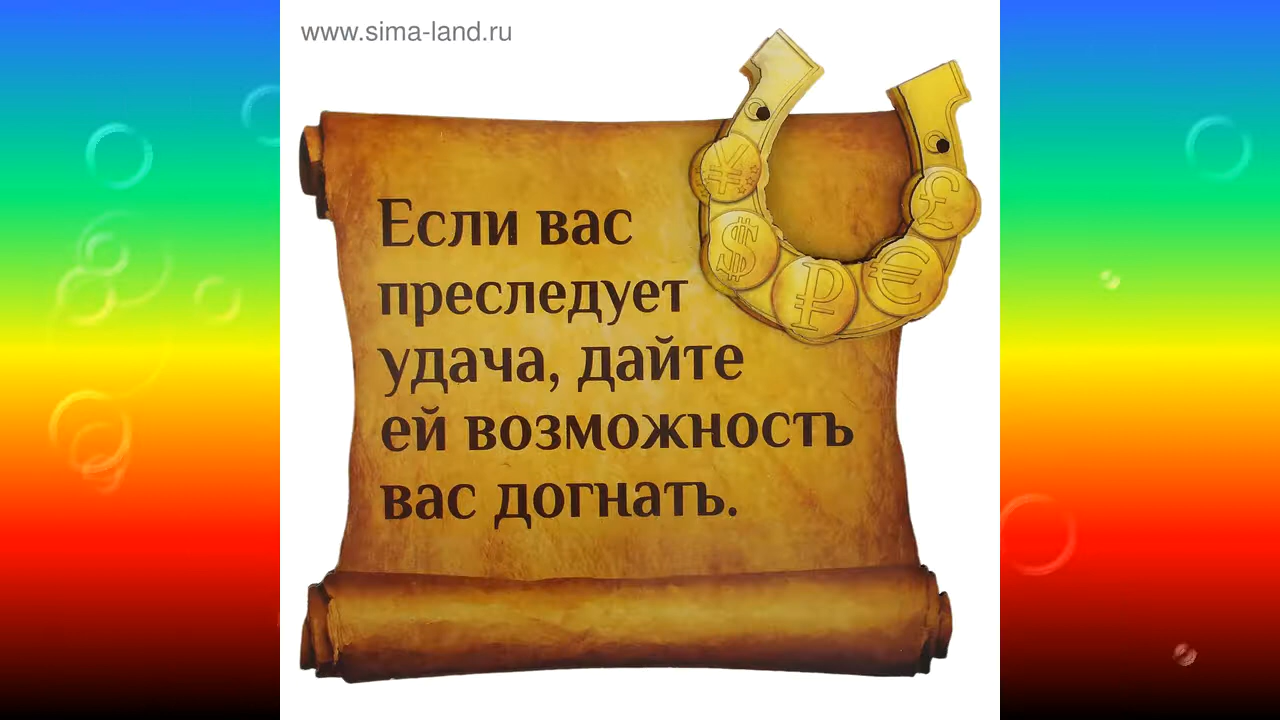 www.sima-land.ru
Если вас
преследует
удача, дайте
ей возможность
вас догнать.
¥
$
₽
€
£